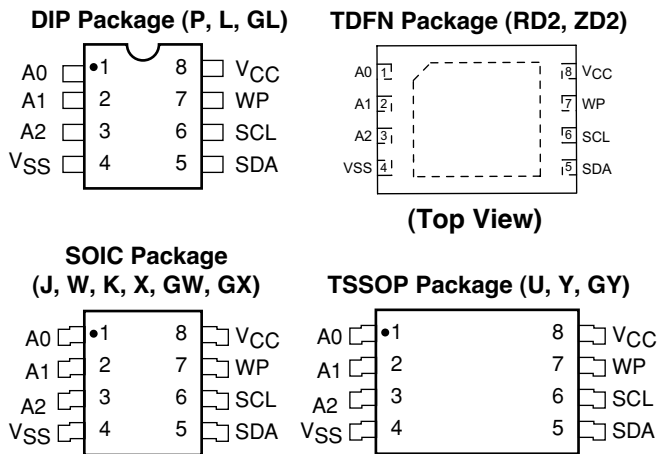 DIP Package (P, L, GL)
A0 1 8 VCC
A1 2 7 WP
A2 3 6 SCL
VSS 4 5 SDA
TDFN Package (RD2, ZD2)
A0 1 8 VCC
A1 2 7 WP
A2 3 6 SCL
VSS 4 5 SDA
(Top View)
SOIC Package
(J, W, K, X, GW, GX)
A0 1 8 VCC
A1 2 7 WP
A2 3 6 SCL
VSS 4 5 SDA
TSSOP Package (U, Y, GY)
A0 1 8 VCC
A1 2 7 WP
A2 3 6 SCL
VSS 4 5 SDA